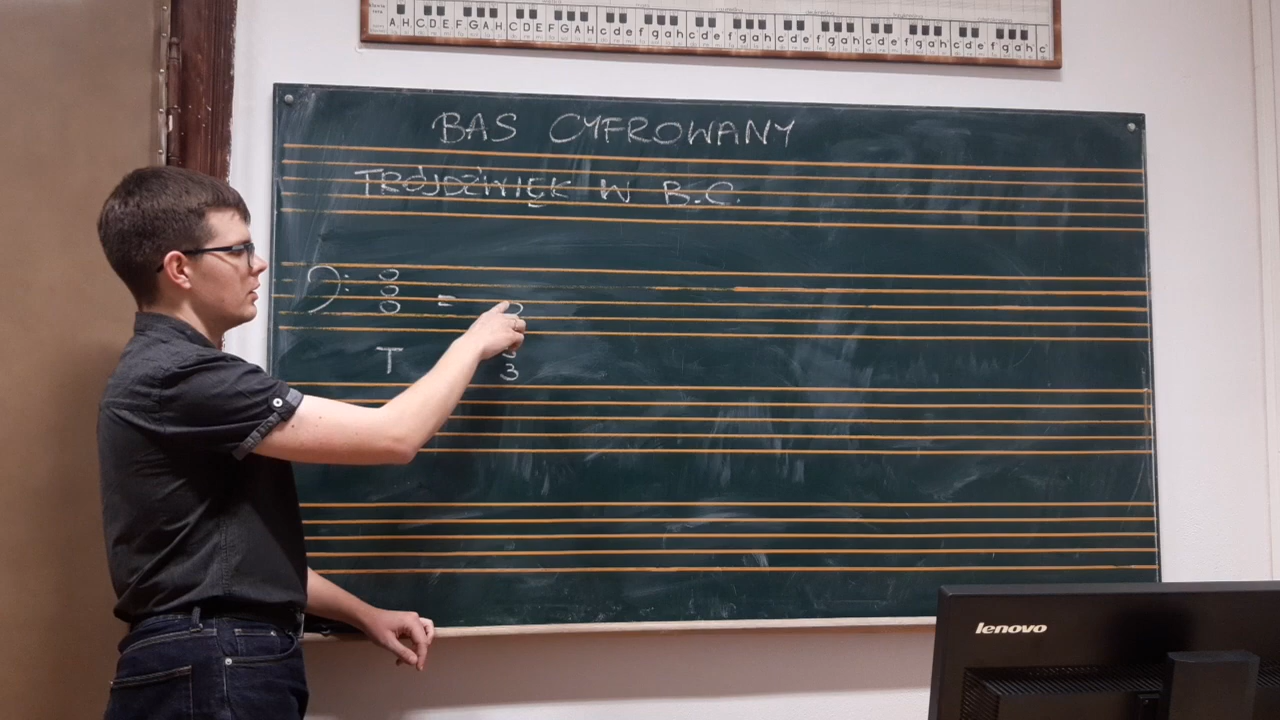 A H C D E F G A H C D E F G A H c d e f g a h c d e f g a h c d e f g a h c d e f g a h c
BAS CYFROWANY
TRÓJDŹWIĘK W B.C.
=
T
3
lenovo